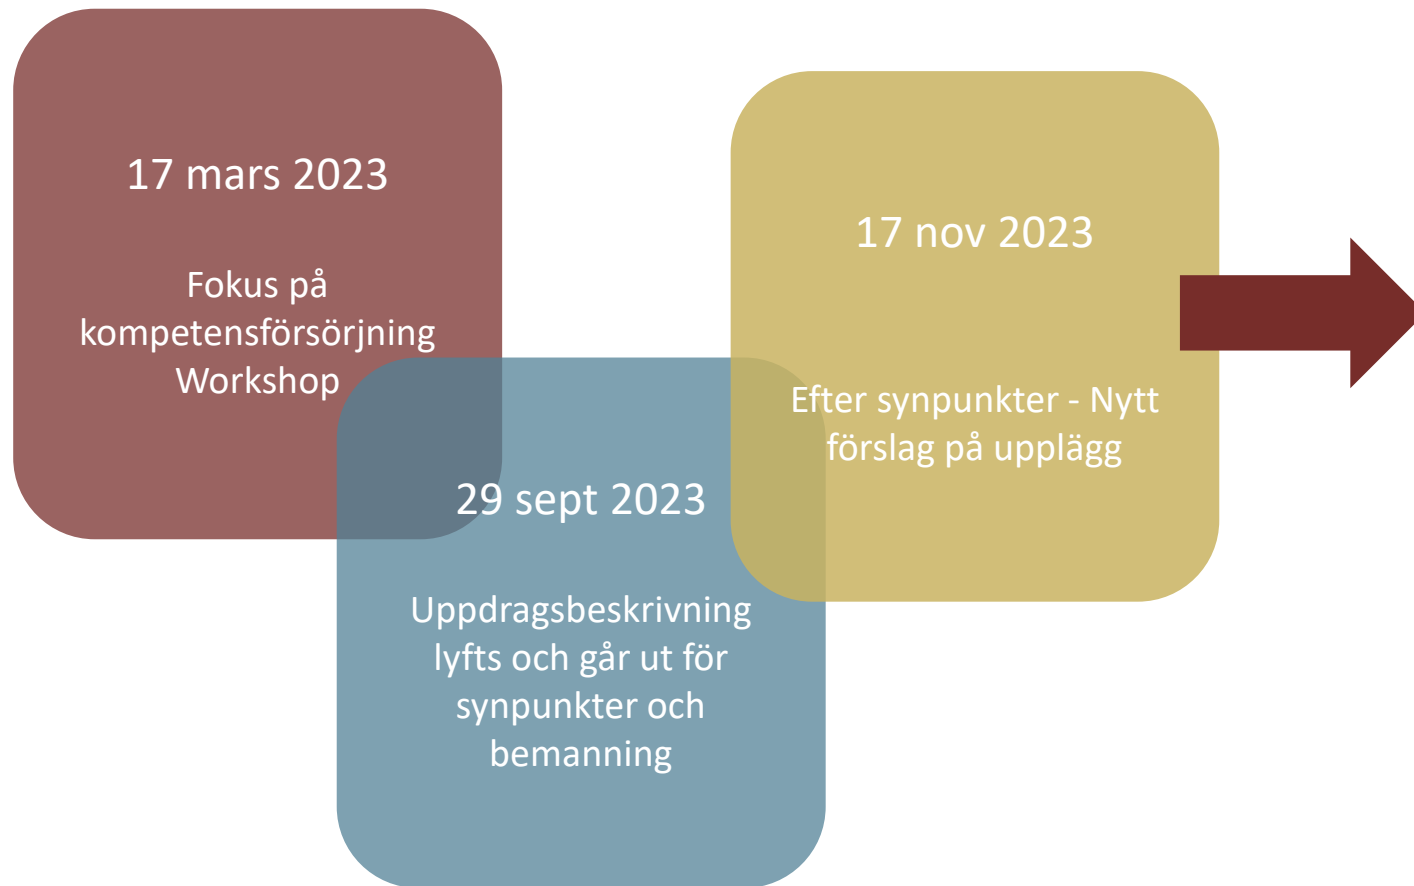 17 mars 2023
Fokus på
kompetensförsörjning
Workshop
29 sept 2023
Uppdragsbeskrivning
lyfts och går ut för
synpunkter och
bemanning
17 nov 2023
Efter synpunkter - Nytt
förslag på upplägg